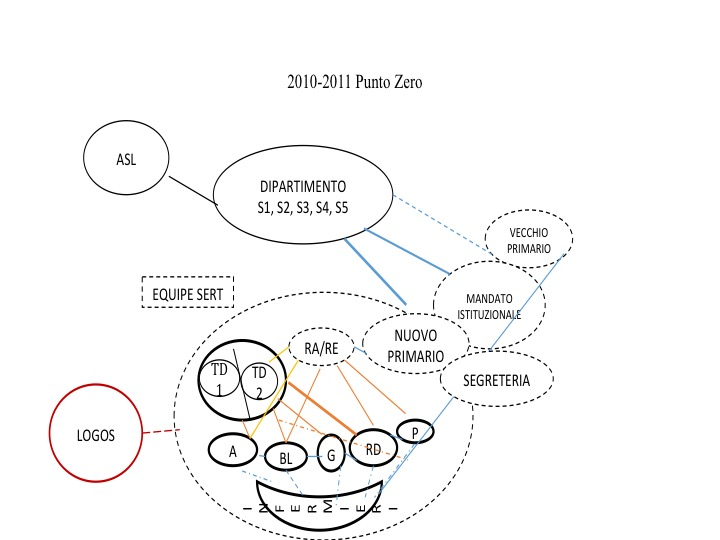 2010-2011 Punto Zero
ASL
DIPARTIMENTO
S1, S2, S3, S4, S5
VECCHIO
PRIMARIO
EQUIPE SERT
MANDATO
ISTITUZIONALE
NUOVO
PRIMARIO
RA/RE
TD
1
TD
2
SEGRETERIA
LOGOS
A
BL
G
RD
P
INFERMIERI